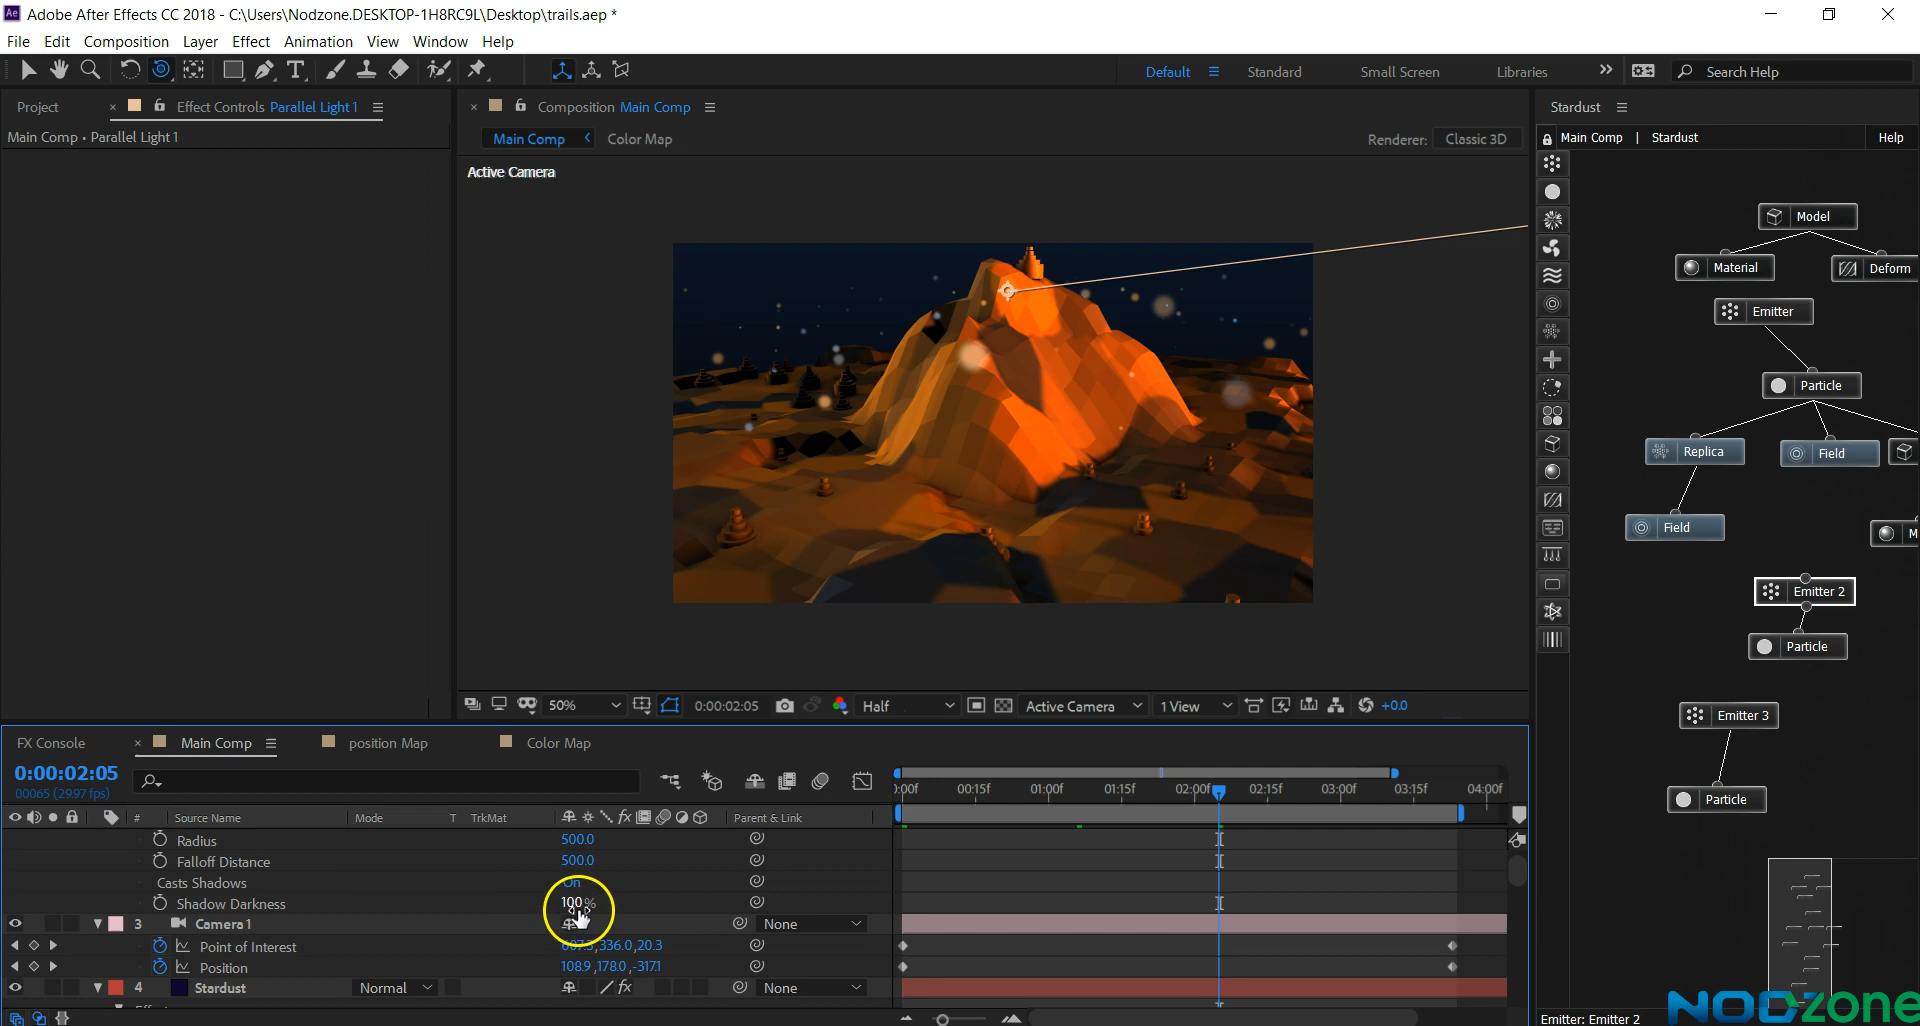 Ae Adobe After Effects CC 2018 - C:\Users\Nodzone.DESKTOP-1H8RC9L\Desktop\trails.aep *
File Edit Composition Layer Effect Animation View Window Help
Default Standard Small Screen Libraries Search Help
Project Effect Controls Parallel Light 1
Composition Main Comp
Stardust
Main Comp • Parallel Light 1
Main Comp Color Map
Renderer: Classic 3D
Main Comp | Stardust Help
Active Camera
Model
Material
Deform
Emitter
Particle
Replica
Field
Field
M
Emitter 2
Particle
Emitter 3
Particle
50% 0:00:02:05 Half Active Camera 1 View +0.0
FX Console Main Comp position Map Color Map
0:00:02:05
00065 (29.97 fps)
):00f 00:15f 01:00f 01:15f 02:00f 02:15f 03:00f 03:15f 04:00f
# Source Name Mode T TrkMat Parent & Link
Radius 500.0
Falloff Distance 500.0
Casts Shadows On
Shadow Darkness 100 %
3 Camera 1 None
Point of Interest 607.3,336.0,20.3
Position 108.9,178.0,-317.1
4 Stardust Normal None
Emitter: Emitter 2
NODzone